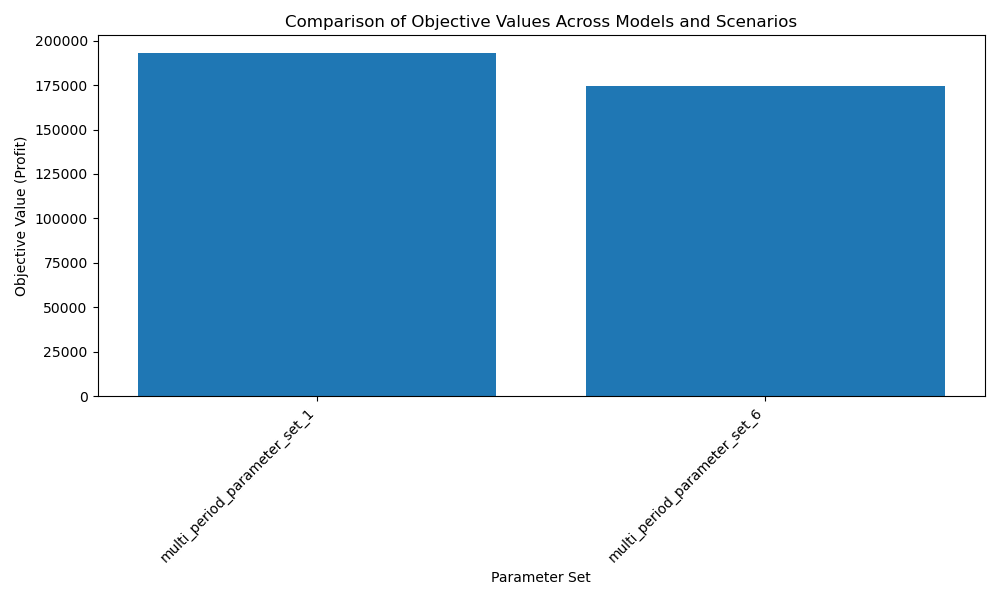 Comparison of Objective Values Across Models and Scenarios
Objective Value (Profit)
200000
175000
150000
125000
100000
75000
50000
25000
0
multi_period_parameter_set_1
multi_period_parameter_set_6
Parameter Set